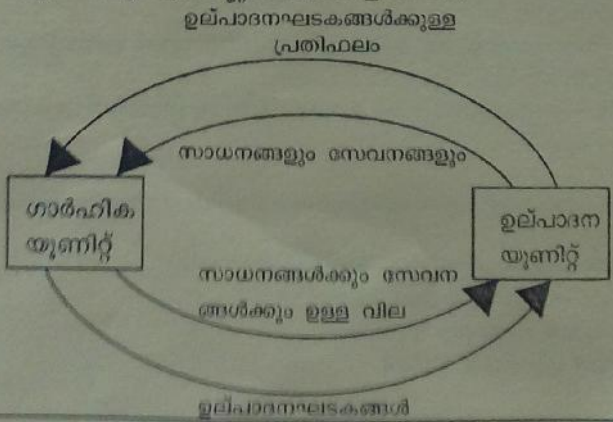 ഉല്പാദനഘടകങ്ങൾക്കുള്ള
പ്രതിഫലം
സാധനങ്ങളും സേവനങ്ങളും
ഗാർഹിക
യൂണിറ്റ്
ഉല്പാദന
യൂണിറ്റ്
സാധനങ്ങൾക്കും സേവന
ങ്ങൾക്കും ഉള്ള വില
ഉല്പാദനഘടകങ്ങൾ